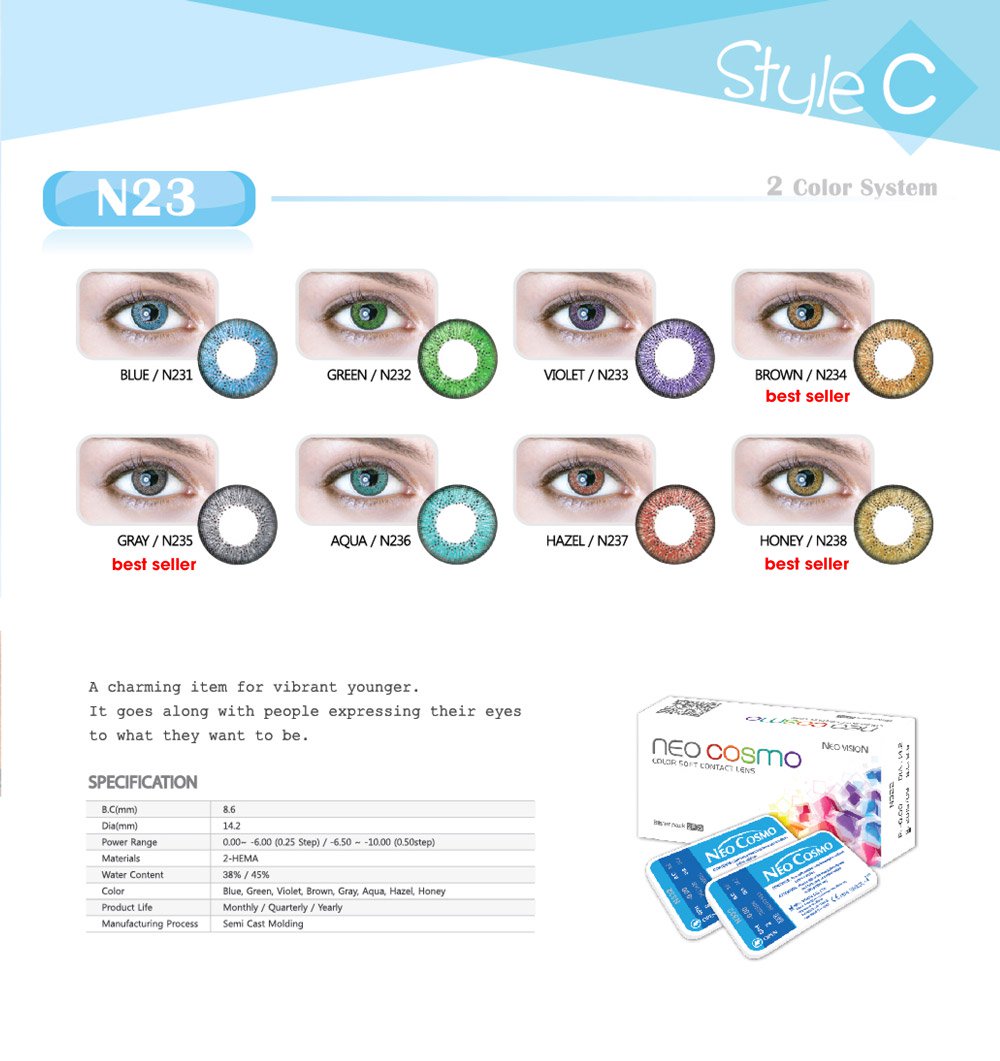 Style C
N23
2 Color System
BLUE / N231
GREEN / N232
VIOLET / N233
BROWN / N234
best seller
GRAY / N235
best seller
AQUA / N236
HAZEL / N237
HONEY / N238
best seller
A charming item for vibrant younger.
It goes along with people expressing their eyes
to what they want to be.
NEO COSMO
NEO VISION
COLOR SOFT CONTACT LENS
NEO COSMO
NEO COSMO
SPECIFICATION
B.C(mm) 8.6
Dia(mm) 14.2
Power Range 0.00~ -6.00 (0.25 Step) / -6.50 ~ -10.00 (0.50step)
Materials 2-HEMA
Water Content 38% / 45%
Color Blue, Green, Violet, Brown, Gray, Aqua, Hazel, Honey
Product Life Monthly / Quarterly / Yearly
Manufacturing Process Semi Cast Molding